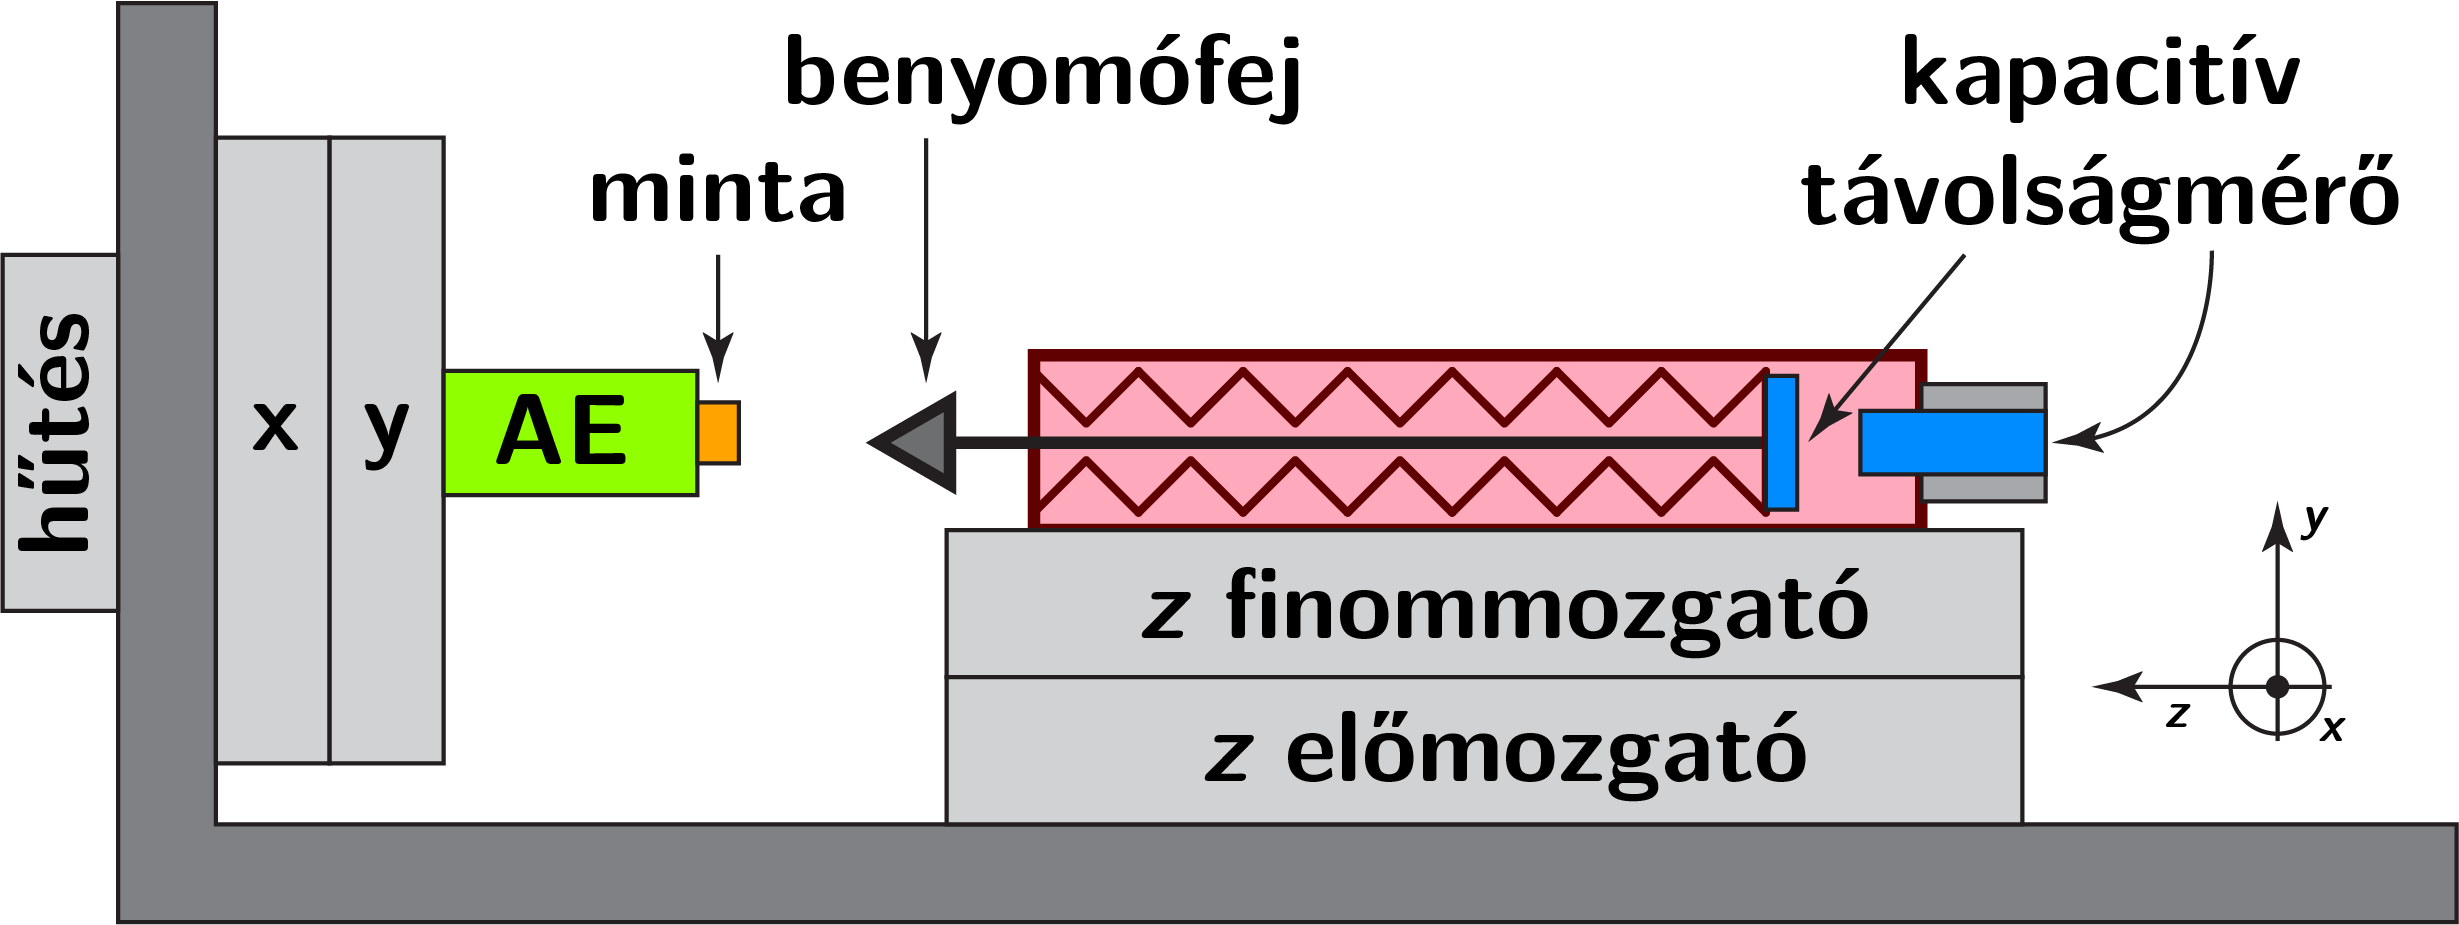 benyomófej
minta
kapacitív
távolságmérő
hűtés
x
y
AE
z finommozgató
z előmozgató
y
z
x